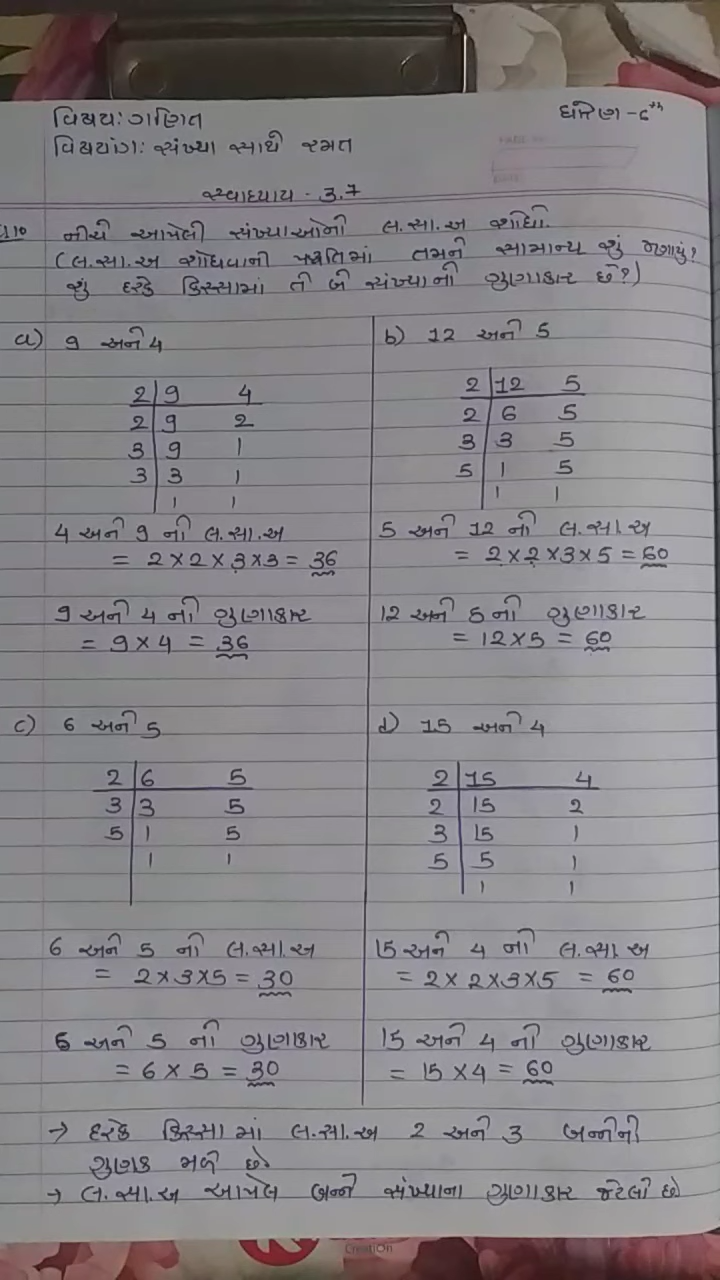 વિષય: ગણિત
ધોરણ - ૬ᵗʰ
વિષયાંગ: સંખ્યા સાથે રમત
સ્વાધ્યાય - 3.7
10
નીચે આપેલી સંખ્યાઓની લ.સા.અ શોધો.
(લ.સા.અ શોધવાની પદ્ધતિમાં તમને સામાન્ય શું જણાયું?
શું દરેક કિસ્સામાં તે બે સંખ્યાનો ગુણાકાર છે?)
a) 9 અને 4
2 | 9 4
2 | 9 2
3 | 9 1
3 | 3 1
| 1 1
4 અને 9 નો લ.સા.અ
= 2 × 2 × 3 × 3 = 36
9 અને 4 નો ગુણાકાર
= 9 × 4 = 36
b) 12 અને 5
2 | 12 5
2 | 6 5
3 | 3 5
5 | 1 5
| 1 1
5 અને 12 નો લ.સા.અ
= 2 × 2 × 3 × 5 = 60
12 અને 5 નો ગુણાકાર
= 12 × 5 = 60
c) 6 અને 5
2 | 6 5
3 | 3 5
5 | 1 5
| 1 1
6 અને 5 નો લ.સા.અ
= 2 × 3 × 5 = 30
6 અને 5 નો ગુણાકાર
= 6 × 5 = 30
d) 15 અને 4
2 | 15 4
2 | 15 2
3 | 15 1
5 | 5 1
| 1 1
15 અને 4 નો લ.સા.અ
= 2 × 2 × 3 × 5 = 60
15 અને 4 નો ગુણાકાર
= 15 × 4 = 60
→ દરેક કિસ્સા માં લ.સા.અ 2 અને 3 બન્નેનો
ગુણક મળે છે
→ લ.સા.અ આપેલ બન્ને સંખ્યાના ગુણાકાર જેટલો છે
CreatiOn